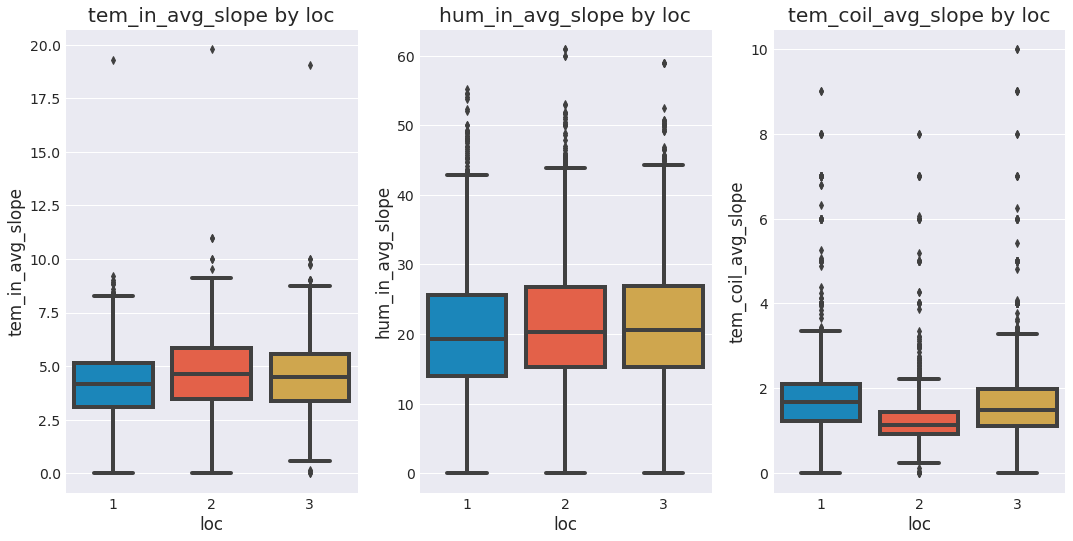 tem_in_avg_slope by loc
tem_in_avg_slope
20.0
17.5
15.0
12.5
10.0
7.5
5.0
2.5
0.0
1 2 3
loc
hum_in_avg_slope by loc
hum_in_avg_slope
60
50
40
30
20
10
0
1 2 3
loc
tem_coil_avg_slope by loc
tem_coil_avg_slope
10
8
6
4
2
0
1 2 3
loc